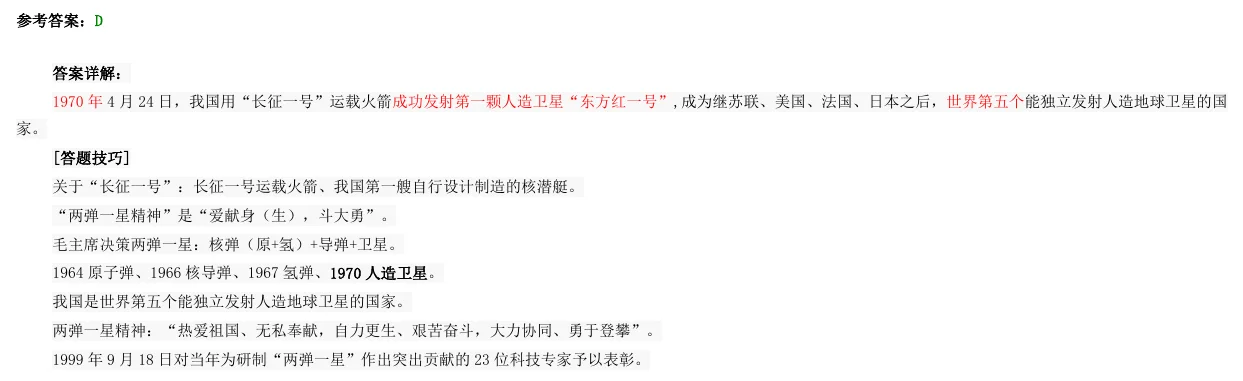 参考答案：D
答案详解：
1970 年 4 月 24 日，我国用“长征一号”运载火箭成功发射第一颗人造卫星“东方红一号”,成为继苏联、美国、法国、日本之后，世界第五个能独立发射人造地球卫星的国
家。
[答题技巧]
关于“长征一号”：长征一号运载火箭、我国第一艘自行设计制造的核潜艇。
“两弹一星精神”是“爱献身（生），斗大勇”。
毛主席决策两弹一星：核弹（原+氢）+导弹+卫星。
1964 原子弹、1966 核导弹、1967 氢弹、1970 人造卫星。
我国是世界第五个能独立发射人造地球卫星的国家。
两弹一星精神：“热爱祖国、无私奉献，自力更生、艰苦奋斗，大力协同、勇于登攀”。
1999 年 9 月 18 日对当年为研制“两弹一星”作出突出贡献的 23 位科技专家予以表彰。